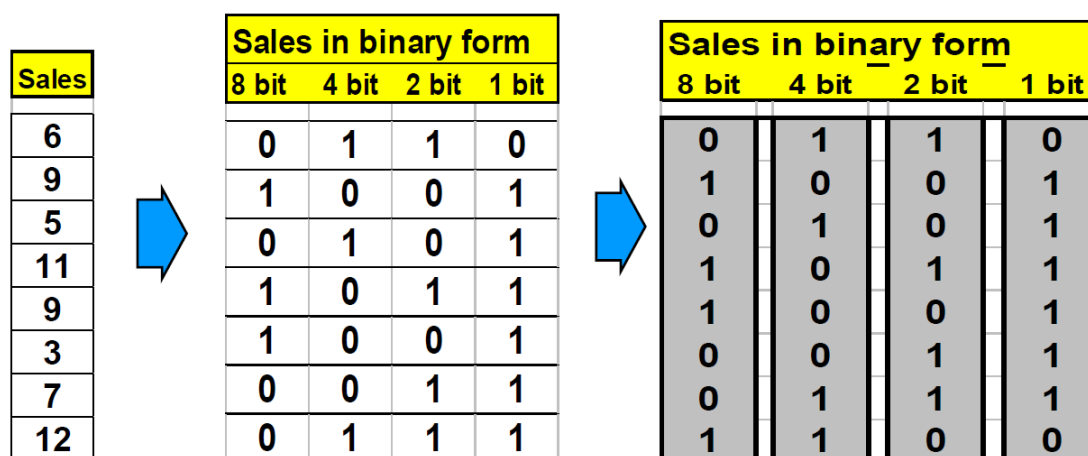 Sales
6
9
5
11
9
3
7
12
Sales in binary form
8 bit 4 bit 2 bit 1 bit
0 1 1 0
1 0 0 1
0 1 0 1
1 0 1 1
1 0 0 1
0 0 1 1
0 1 1 1
Sales in binary form
8 bit 4 bit 2 bit 1 bit
0 1 1 0
1 0 0 1
0 1 0 1
1 0 1 1
1 0 0 1
0 0 1 1
0 1 1 1
1 1 0 0